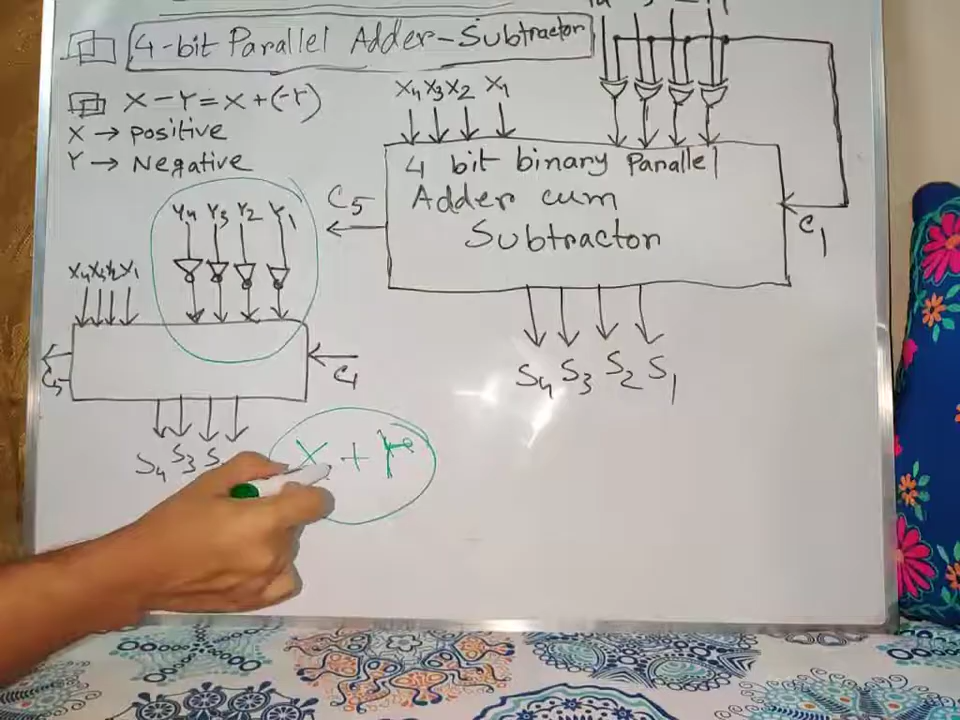 4-bit Parallel Adder-Subtractor
X - Y = X + (-Y)
X → positive
Y → Negative
X4 X3 X2 X1
4 bit binary Parallel
Adder cum
Subtractor
C5
C1
S4 S3 S2 S1
Y4 Y3 Y2 Y1
X4 X3 X2 X1
C5
C1
S4 S3 S
X +